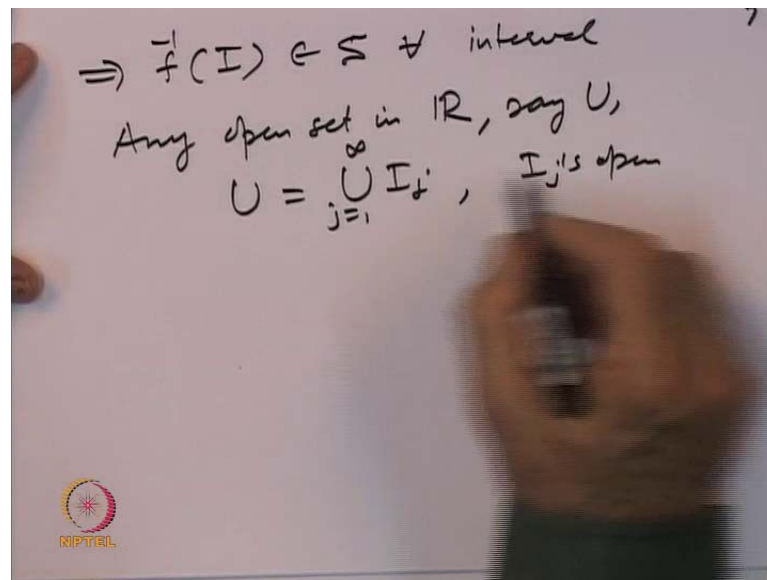 ⇒ f⁻¹(I) ∈ S ∀ interval
Any open set in ℝ, say U,
U = ⋃_{j=1}^{∞} I_j , I_j's open
NPTEL